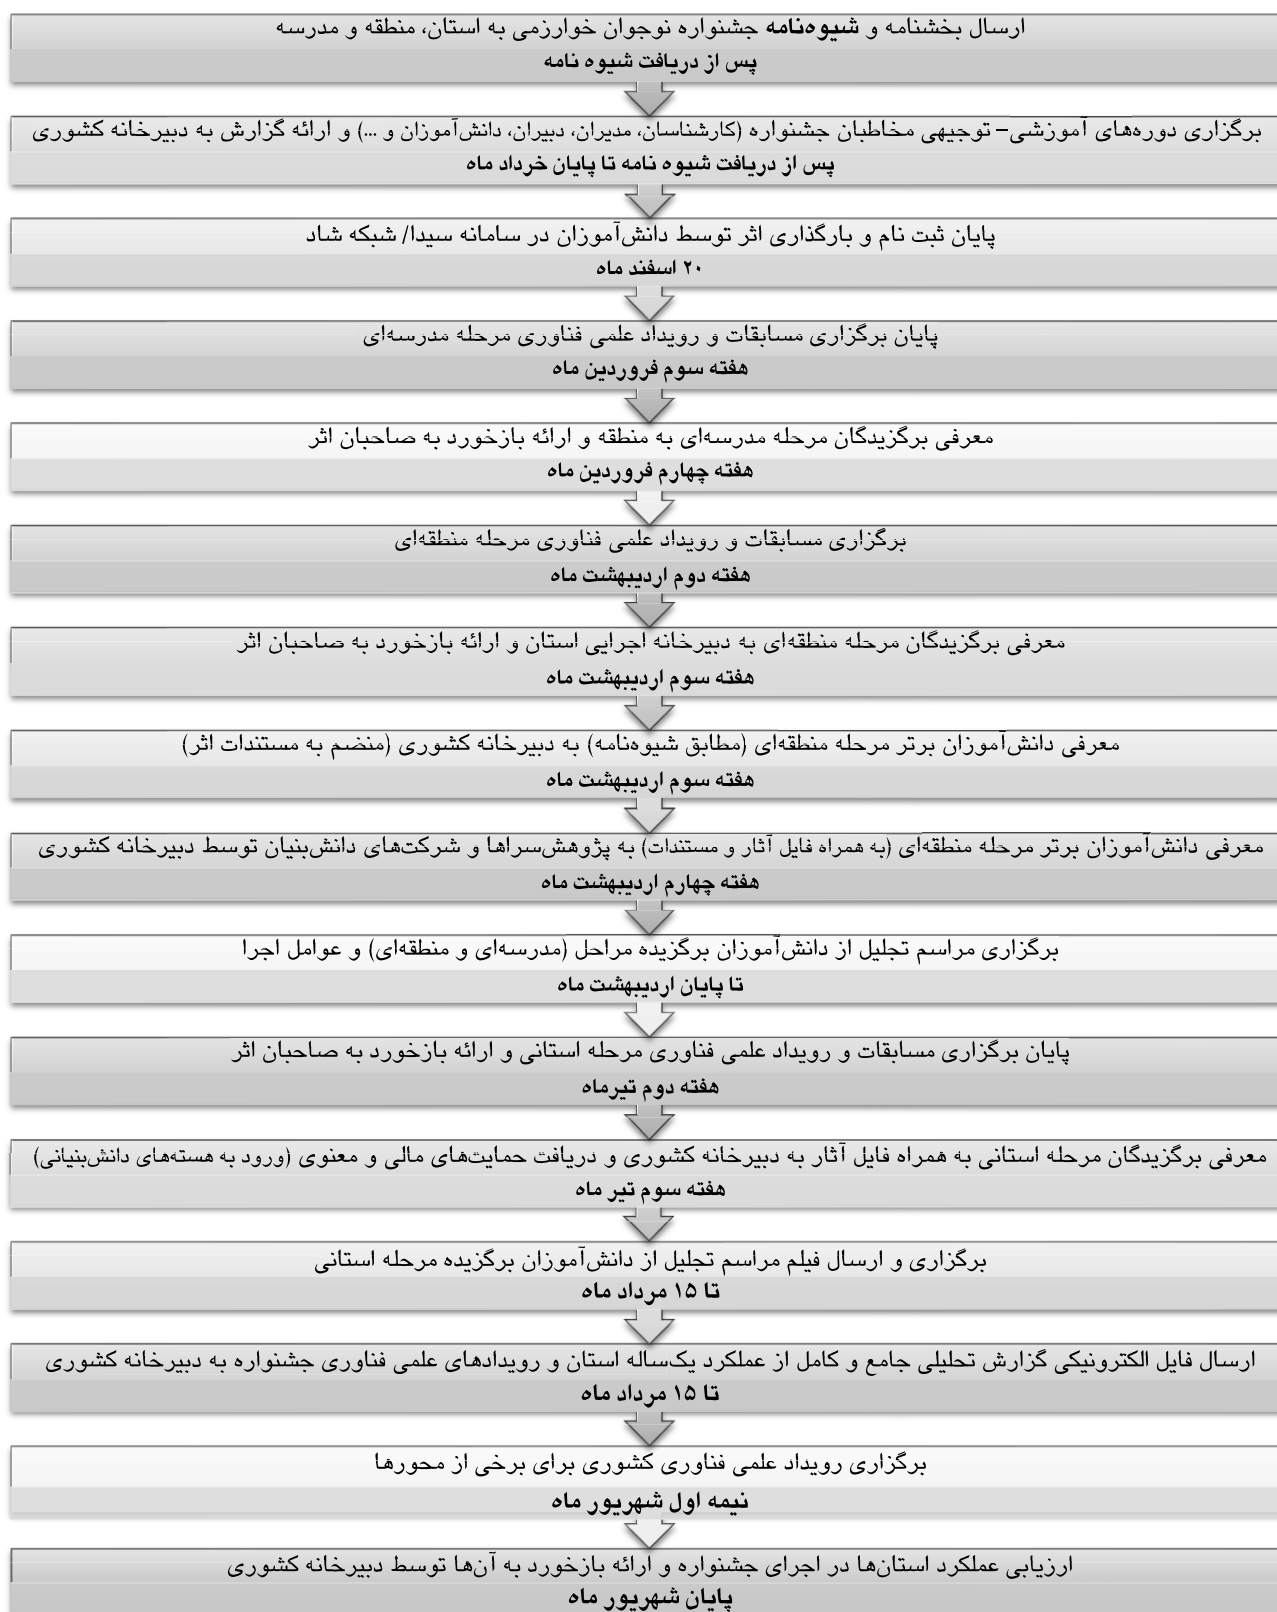 ارسال بخشنامه و شیوه‌نامه جشنواره نوجوان خوارزمی به استان، منطقه و مدرسه
پس از دریافت شیوه نامه
برگزاری دوره‌های آموزشی– توجیهی مخاطبان جشنواره (کارشناسان، مدیران، دبیران، دانش‌آموزان و ...) و ارائه گزارش به دبیرخانه کشوری
پس از دریافت شیوه نامه تا پایان خرداد ماه
پایان ثبت نام و بارگذاری اثر توسط دانش‌آموزان در سامانه سیدا/ شبکه شاد
۲۰ اسفند ماه
پایان برگزاری مسابقات و رویداد علمی فناوری مرحله مدرسه‌ای
هفته سوم فروردین ماه
معرفی برگزیدگان مرحله مدرسه‌ای به منطقه و ارائه بازخورد به صاحبان اثر
هفته چهارم فروردین ماه
برگزاری مسابقات و رویداد علمی فناوری مرحله منطقه‌ای
هفته دوم اردیبهشت ماه
معرفی برگزیدگان مرحله منطقه‌ای به دبیرخانه اجرایی استان و ارائه بازخورد به صاحبان اثر
هفته سوم اردیبهشت ماه
معرفی دانش‌آموزان برتر مرحله منطقه‌ای (مطابق شیوه‌نامه) به دبیرخانه کشوری (منضم به مستندات اثر)
هفته سوم اردیبهشت ماه
معرفی دانش‌آموزان برتر مرحله منطقه‌ای (به همراه فایل آثار و مستندات) به پژوهش‌سراها و شرکت‌های دانش‌بنیان توسط دبیرخانه کشوری
هفته چهارم اردیبهشت ماه
برگزاری مراسم تجلیل از دانش‌آموزان برگزیده مراحل (مدرسه‌ای و منطقه‌ای) و عوامل اجرا
تا پایان اردیبهشت ماه
پایان برگزاری مسابقات و رویداد علمی فناوری مرحله استانی و ارائه بازخورد به صاحبان اثر
هفته دوم تیرماه
معرفی برگزیدگان مرحله استانی به همراه فایل آثار به دبیرخانه کشوری و دریافت حمایت‌های مالی و معنوی (ورود به هسته‌های دانش‌بنیانی)
هفته سوم تیر ماه
برگزاری و ارسال فیلم مراسم تجلیل از دانش‌آموزان برگزیده مرحله استانی
تا ۱۵ مرداد ماه
ارسال فایل الکترونیکی گزارش تحلیلی جامع و کامل از عملکرد یک‌ساله استان و رویدادهای علمی فناوری جشنواره به دبیرخانه کشوری
تا ۱۵ مرداد ماه
برگزاری رویداد علمی فناوری کشوری برای برخی از محورها
نیمه اول شهریور ماه
ارزیابی عملکرد استان‌ها در اجرای جشنواره و ارائه بازخورد به آن‌ها توسط دبیرخانه کشوری
پایان شهریور ماه